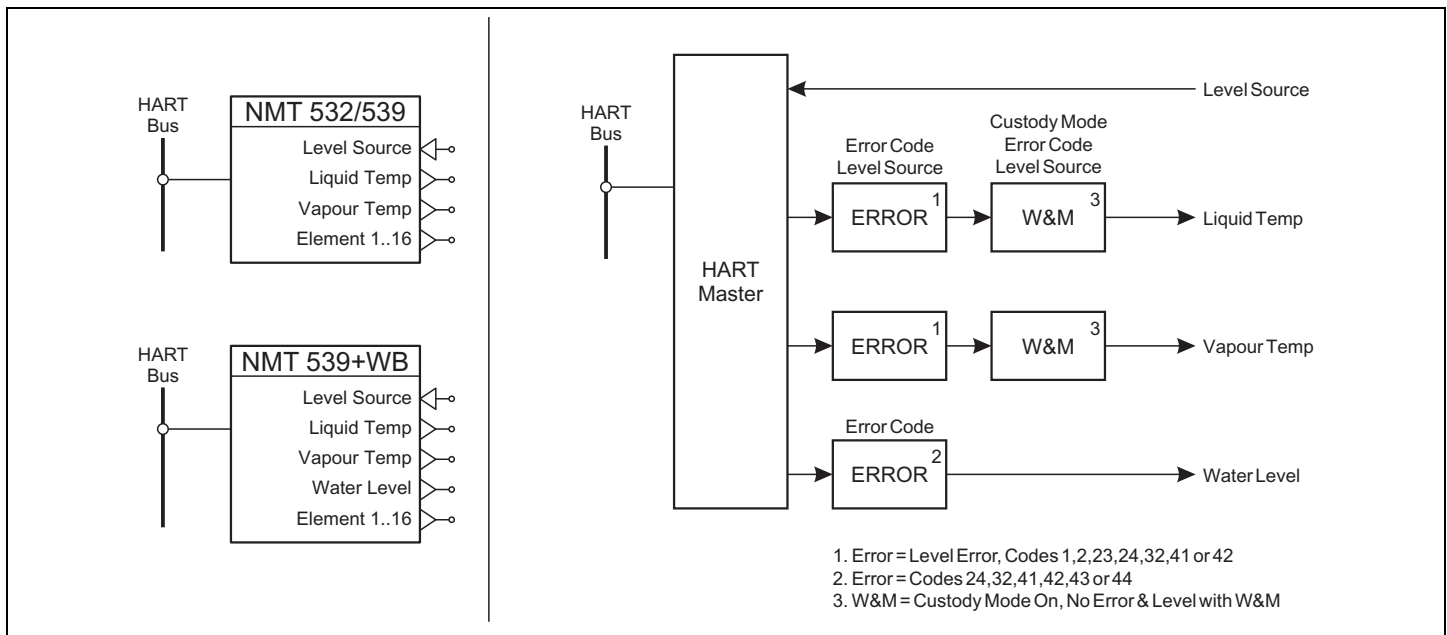 HART
Bus
NMT 532/539
Level Source
Liquid Temp
Vapour Temp
Element 1..16
HART
Bus
NMT 539+WB
Level Source
Liquid Temp
Vapour Temp
Water Level
Element 1..16
HART
Bus
HART
Master
Level Source
Error Code
Level Source
Custody Mode
Error Code
Level Source
ERROR 1
W&M 3
Liquid Temp
ERROR 1
W&M 3
Vapour Temp
Error Code
ERROR 2
Water Level
1. Error = Level Error, Codes 1,2,23,24,32,41 or 42
2. Error = Codes 24,32,41,42,43 or 44
3. W&M = Custody Mode On, No Error & Level with W&M